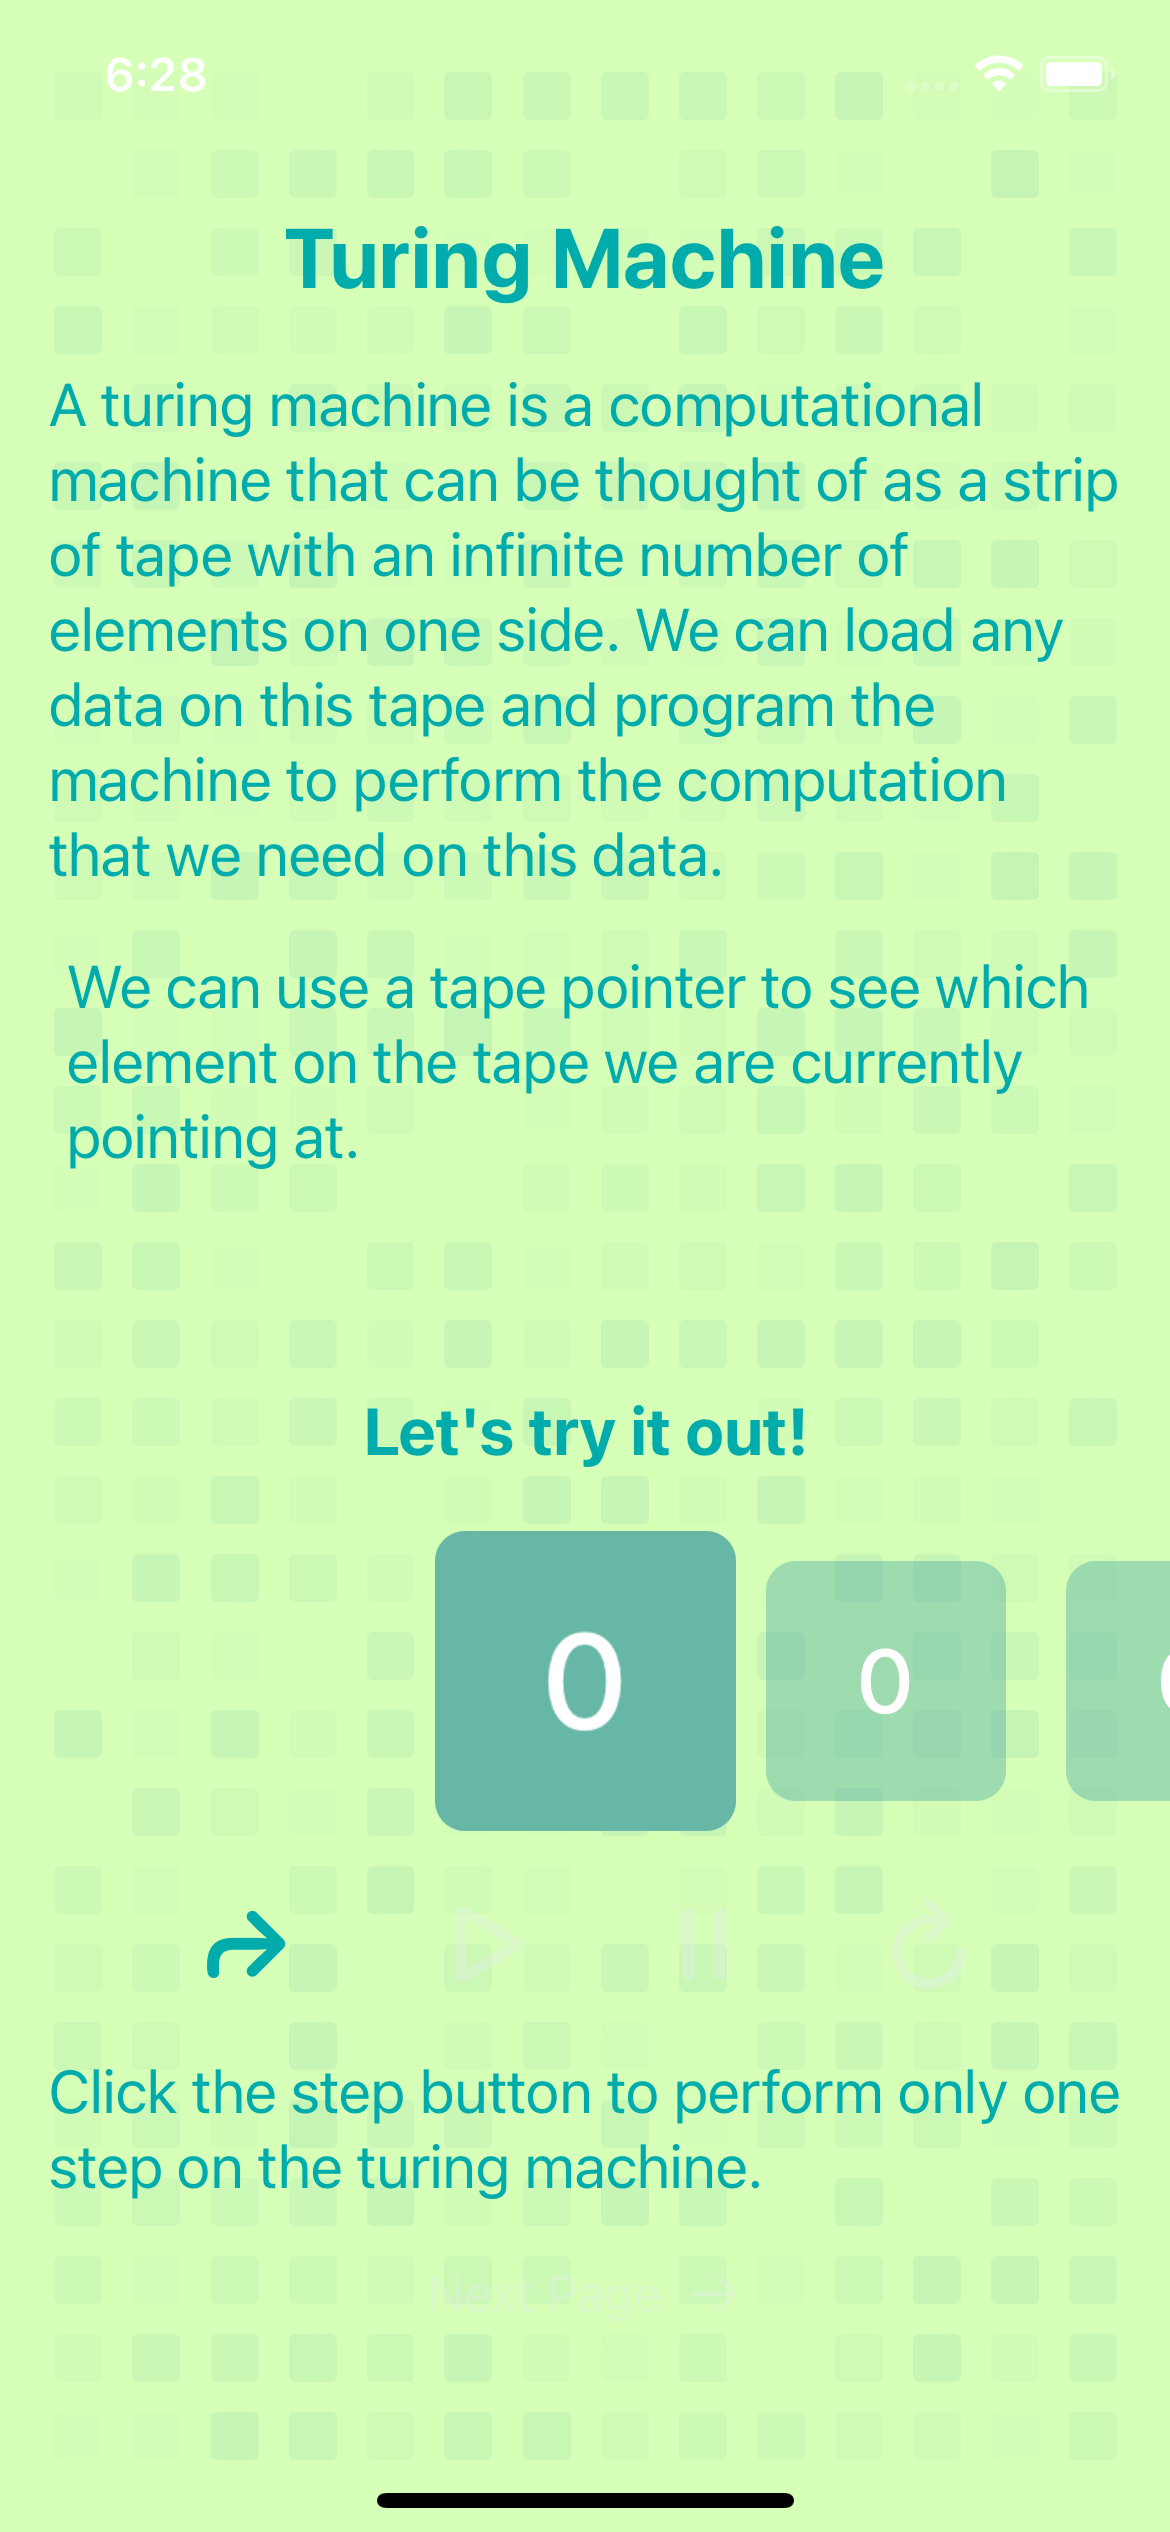 6:28
Turing Machine
A turing machine is a computational
machine that can be thought of as a strip
of tape with an infinite number of
elements on one side. We can load any
data on this tape and program the
machine to perform the computation
that we need on this data.
We can use a tape pointer to see which
element on the tape we are currently
pointing at.
Let's try it out!
0 0
Click the step button to perform only one
step on the turing machine.
Next Page →